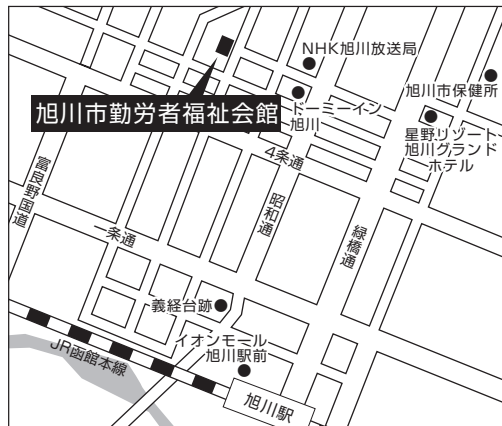 NHK旭川放送局
旭川市保健所
旭川市勤労者福祉会館
ドーミーイン
旭川
星野リゾート
旭川グランド
ホテル
4条通
富良野国道
昭和通
緑橋通
一条通
義経台跡
イオンモール
旭川駅前
JR函館本線
旭川駅